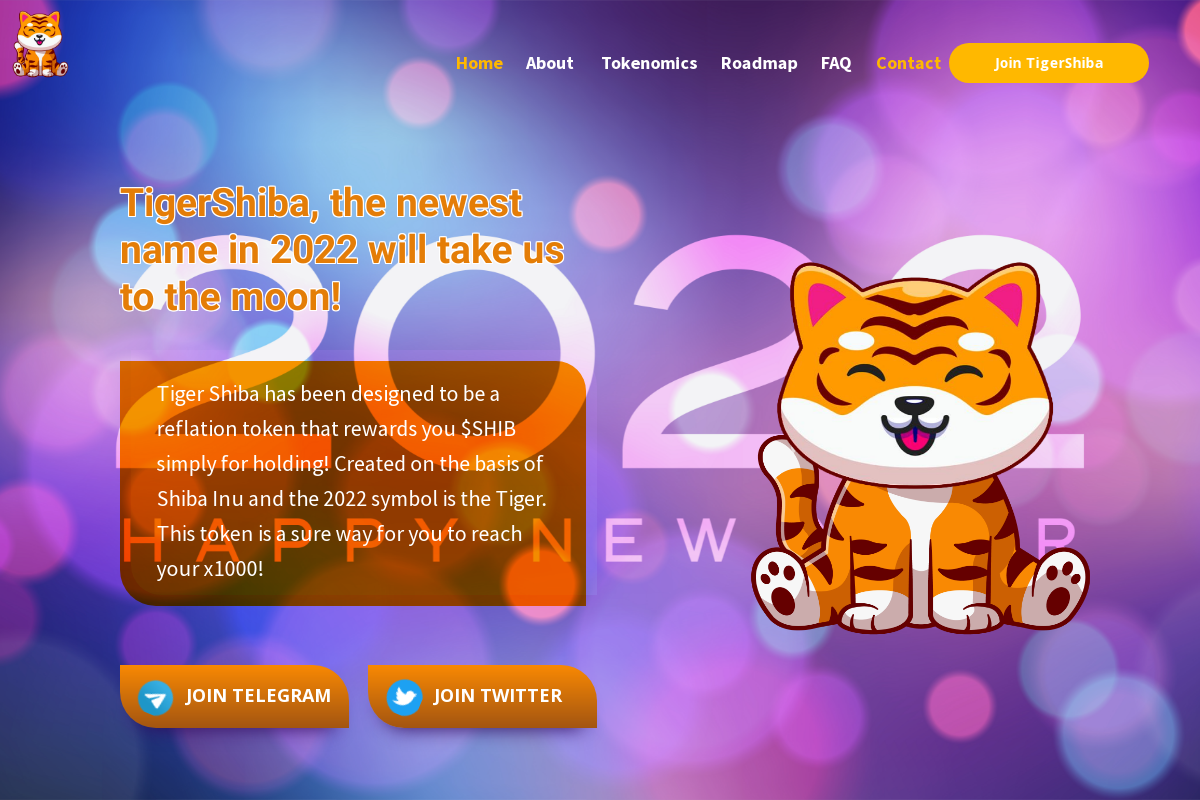 Home About Tokenomics Roadmap FAQ Contact Join TigerShiba
TigerShiba, the newest
name in 2022 will take us
to the moon!
2022
Tiger Shiba has been designed to be a
reflation token that rewards you $SHIB
simply for holding! Created on the basis of
Shiba Inu and the 2022 symbol is the Tiger.
This token is a sure way for you to reach
your x1000!
HAPPY NEW
JOIN TELEGRAM JOIN TWITTER